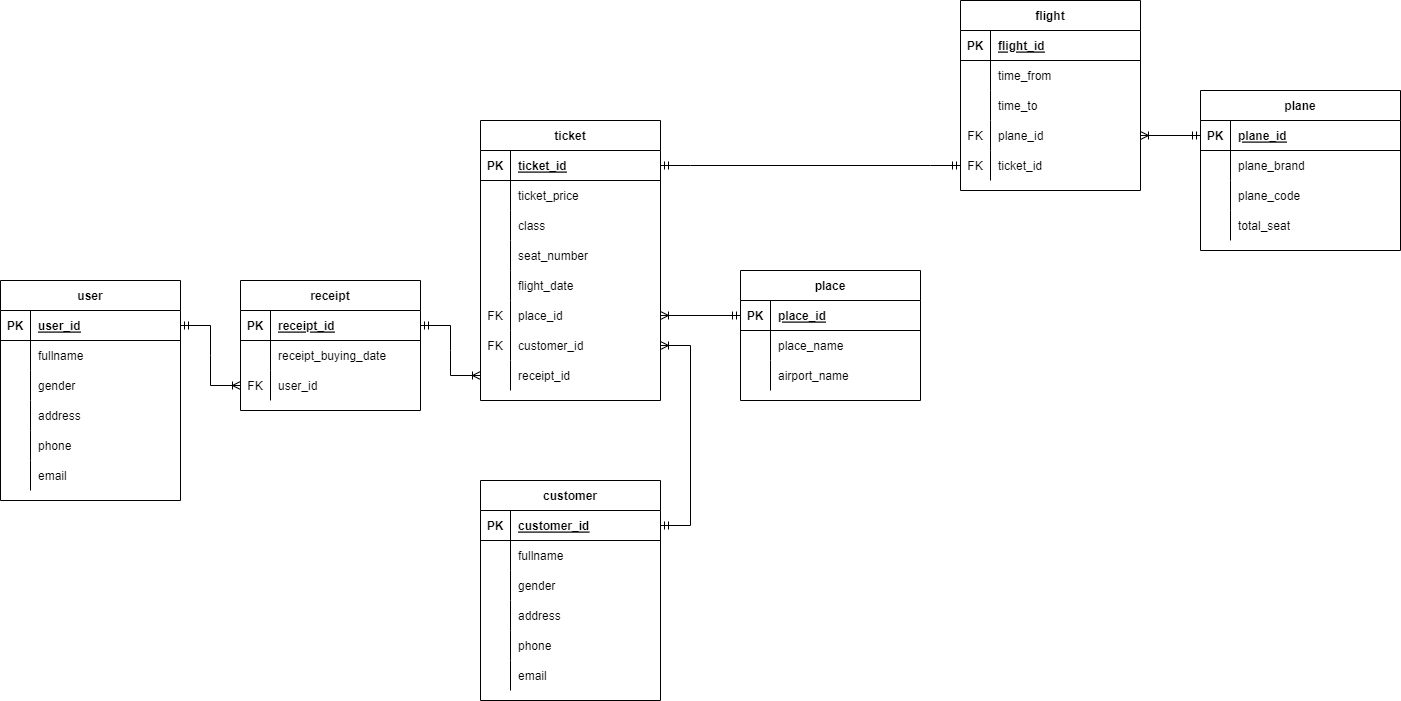 flight
PK flight_id
time_from
time_to
FK plane_id
FK ticket_id
plane
PK plane_id
plane_brand
plane_code
total_seat
ticket
PK ticket_id
ticket_price
class
seat_number
flight_date
FK place_id
FK customer_id
receipt_id
place
PK place_id
place_name
airport_name
user
PK user_id
fullname
gender
address
phone
email
receipt
PK receipt_id
receipt_buying_date
FK user_id
customer
PK customer_id
fullname
gender
address
phone
email